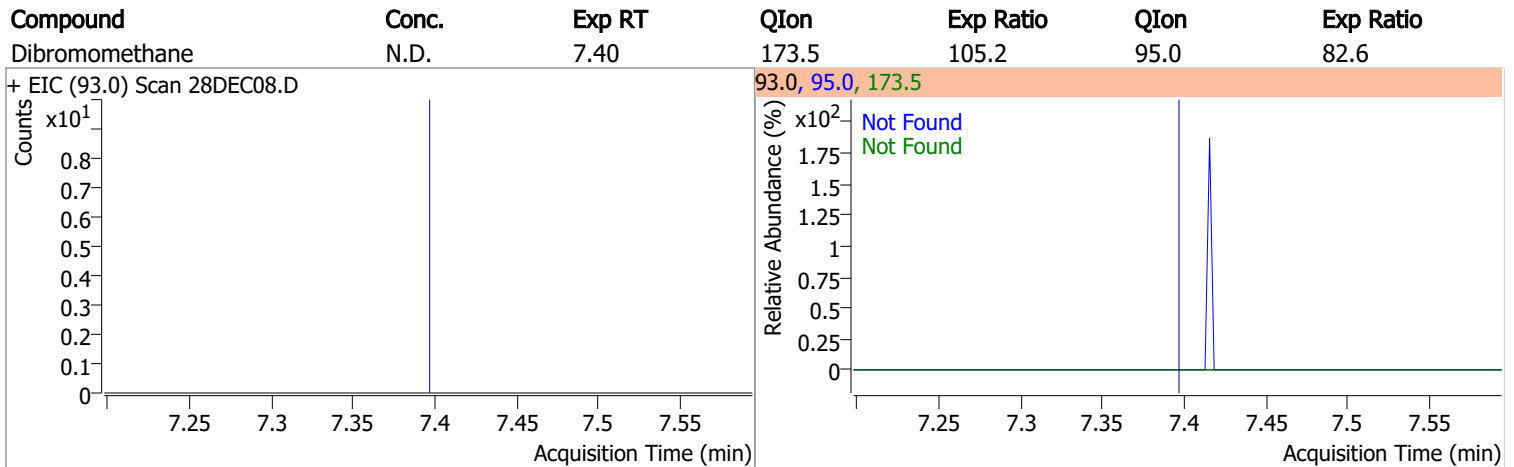 Compound Conc. Exp RT QIon Exp Ratio QIon Exp Ratio
Dibromomethane N.D. 7.40 173.5 105.2 95.0 82.6
+ EIC (93.0) Scan 28DEC08.D
Counts
x10¹
0.8
0.7
0.6
0.5
0.4
0.3
0.2
0.1
0
7.25 7.3 7.35 7.4 7.45 7.5 7.55
Acquisition Time (min)
93.0, 95.0, 173.5
Relative Abundance (%)
x10²
Not Found
Not Found
1.75
1.5
1.25
1
0.75
0.5
0.25
0
7.25 7.3 7.35 7.4 7.45 7.5 7.55
Acquisition Time (min)